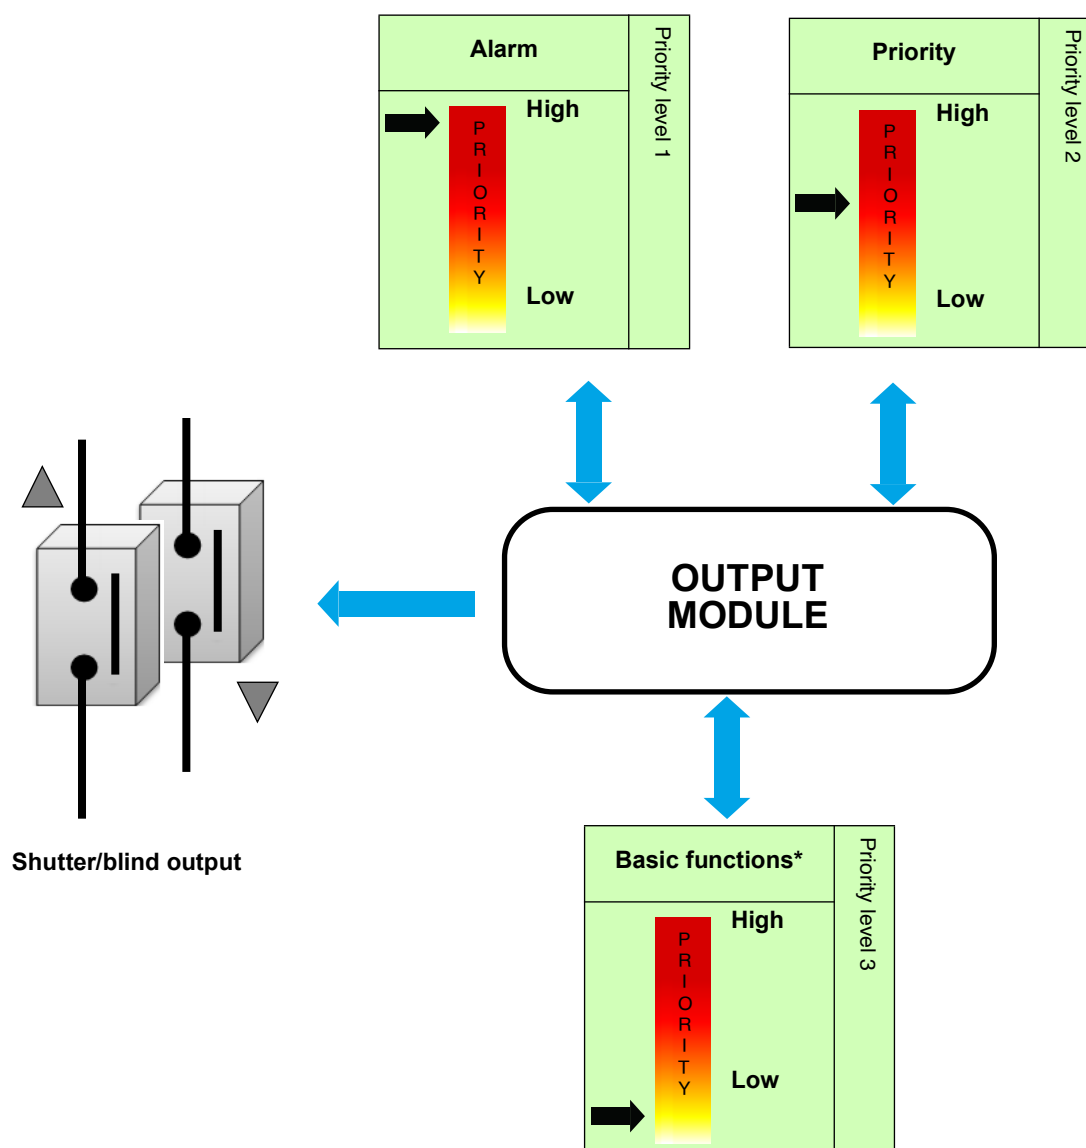 Alarm
Priority level 1
High
PRIORITY
Low
Priority
Priority level 2
High
PRIORITY
Low
OUTPUT
MODULE
Shutter/blind output
Basic functions*
Priority level 3
High
PRIORITY
Low